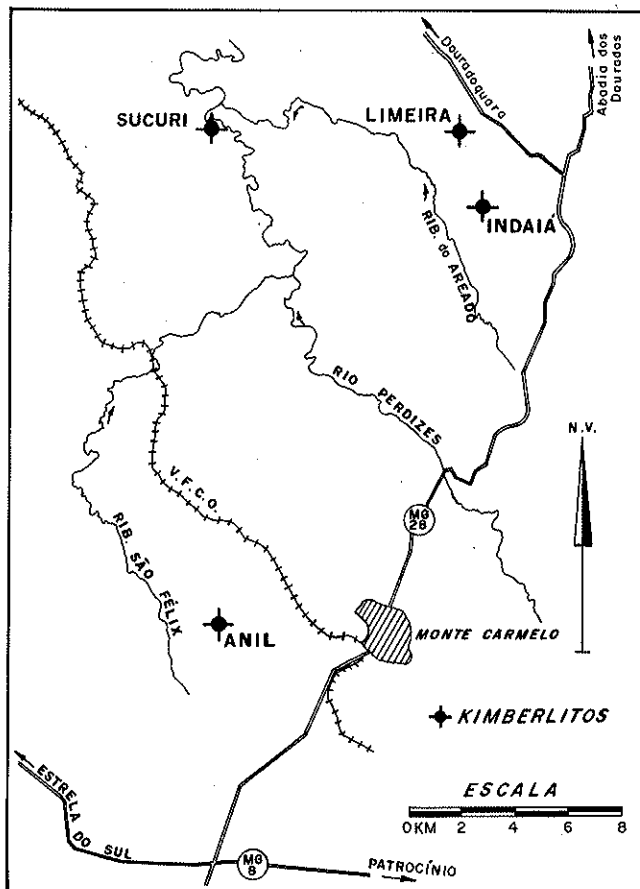 Douradoquara
Abadia dos
Dourados
SUCURI
LIMEIRA
INDAIÁ
RIB. do AREADO
RIO PERDIZES
N.V.
V.F.C.O.
MG
28
RIB. SÃO FÉLIX
ANIL
MONTE CARMELO
KIMBERLITOS
ESTRELA DO SUL
ESCALA
0KM 2 4 6 8
MG
8
PATROCÍNIO